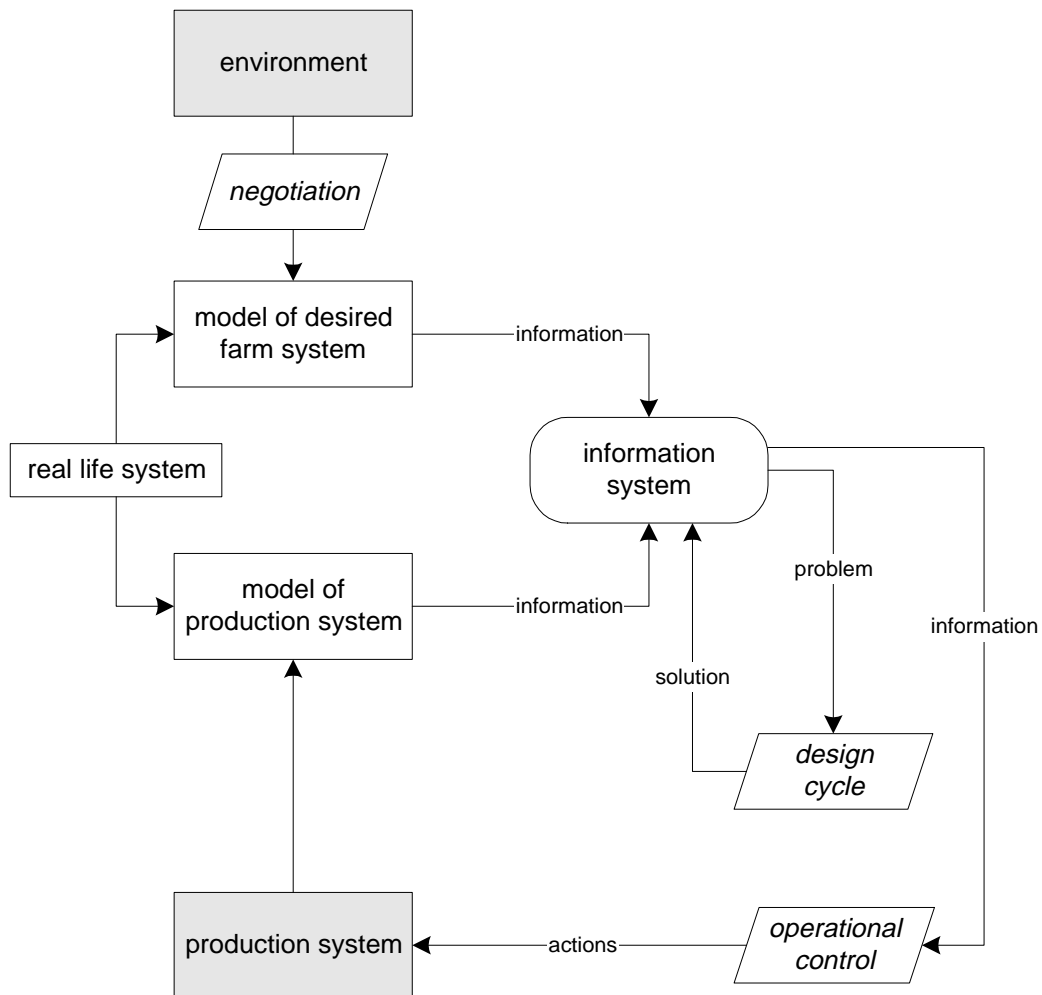 environment
negotiation
model of desired
farm system
information
real life system
information
system
model of
production system
information
problem
information
solution
design
cycle
production system
actions
operational
control